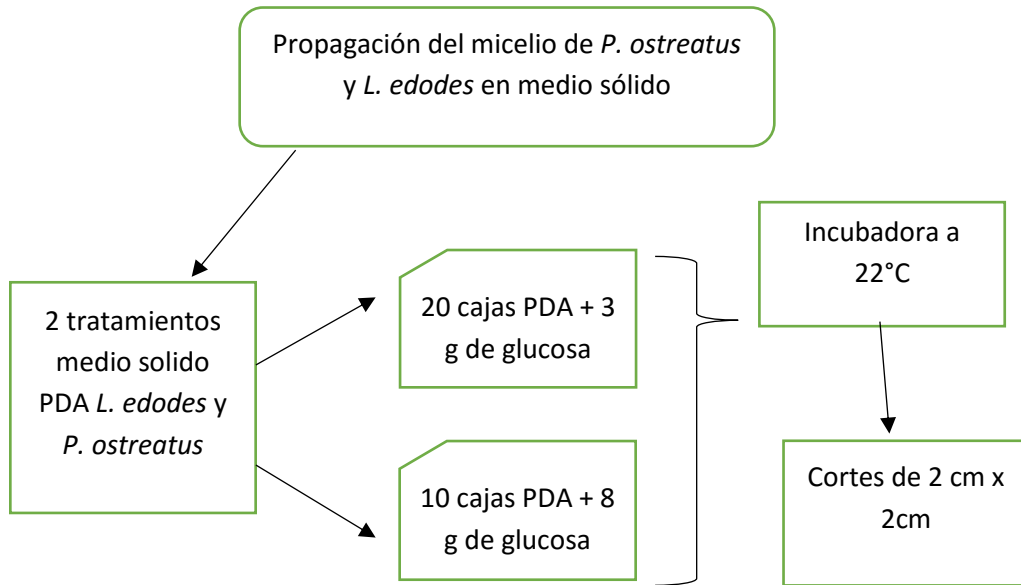 Propagación del micelio de P. ostreatus
y L. edodes en medio sólido
2 tratamientos
medio solido
PDA L. edodes y
P. ostreatus
20 cajas PDA + 3
g de glucosa
10 cajas PDA + 8
g de glucosa
Incubadora a
22°C
Cortes de 2 cm x
2cm